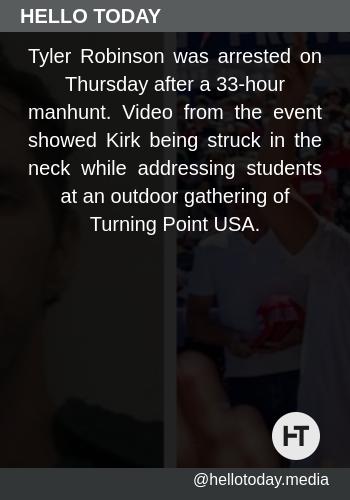 HELLO TODAY
Tyler Robinson was arrested on
Thursday after a 33-hour
manhunt. Video from the event
showed Kirk being struck in the
neck while addressing students
at an outdoor gathering of
Turning Point USA.
HT
@hellotoday.media